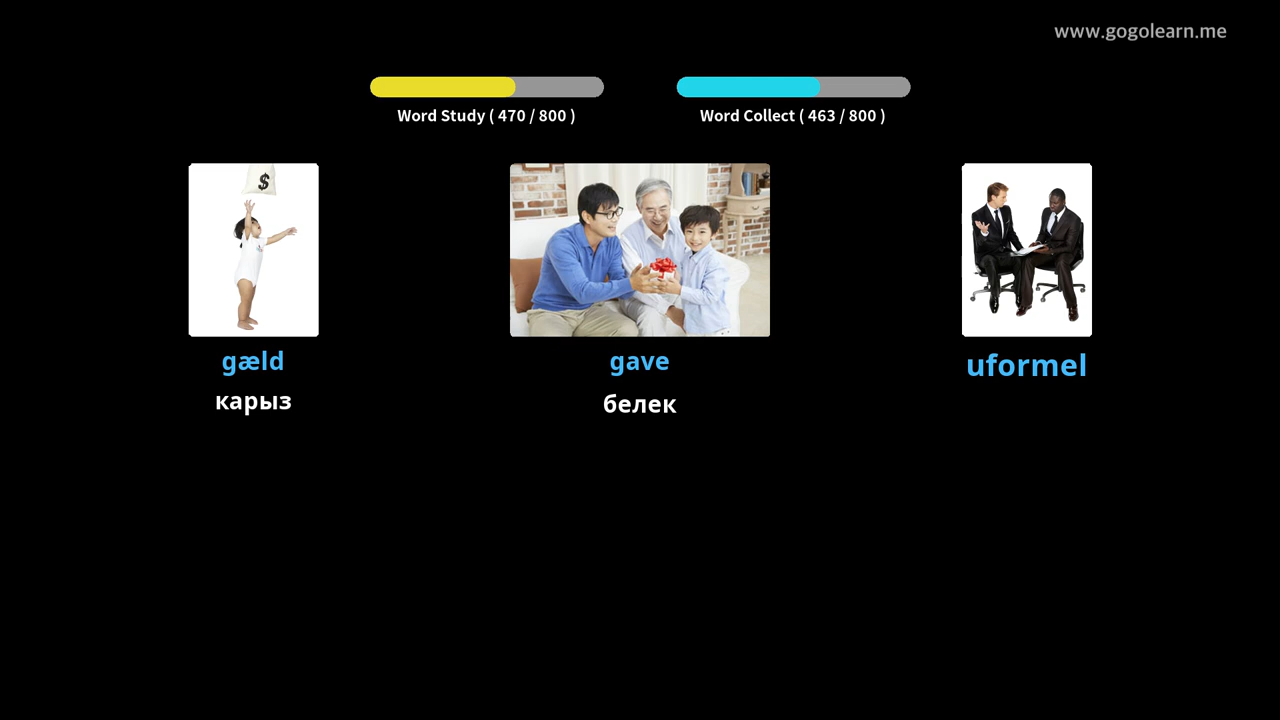 www.gogolearn.me
Word Study ( 470 / 800 )
Word Collect ( 463 / 800 )
$
gæld
gave
uformel
карыз
белек